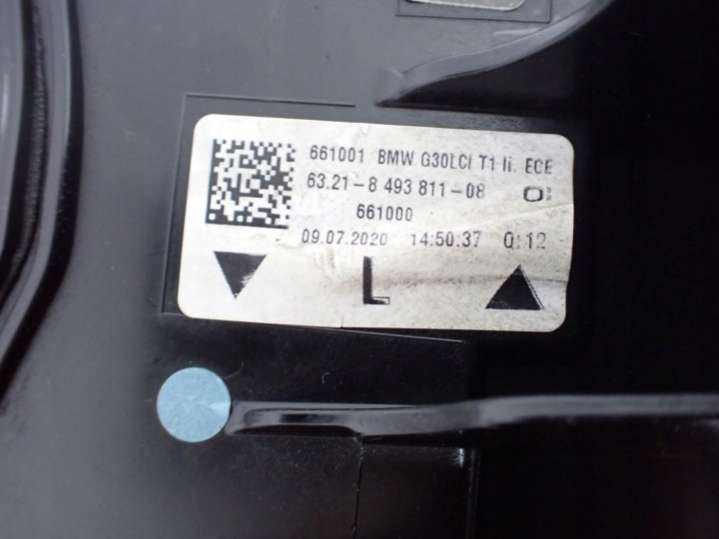 661001 BMW G30LCI T1 li. ECE
63.21-8 493 811-08
661000
09.07.2020 14:50:37 0:12
L